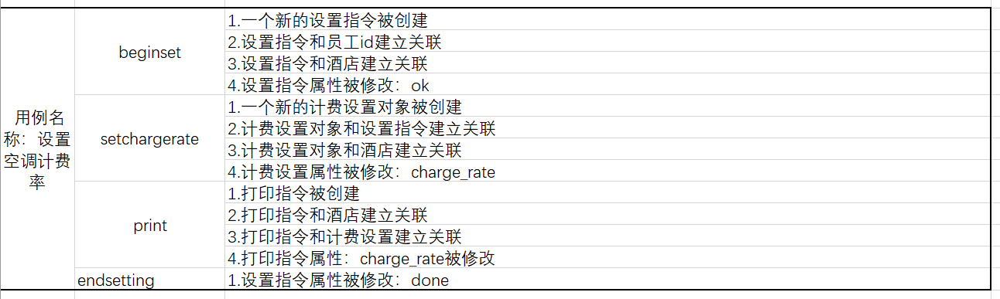 用例名
称：设置
空调计费
率
beginset
1.一个新的设置指令被创建
2.设置指令和员工id建立关联
3.设置指令和酒店建立关联
4.设置指令属性被修改：ok
setchargerate
1.一个新的计费设置对象被创建
2.计费设置对象和设置指令建立关联
3.计费设置对象和酒店建立关联
4.计费设置属性被修改：charge_rate
print
1.打印指令被创建
2.打印指令和酒店建立关联
3.打印指令和计费设置建立关联
4.打印指令属性：charge_rate被修改
endsetting
1.设置指令属性被修改：done